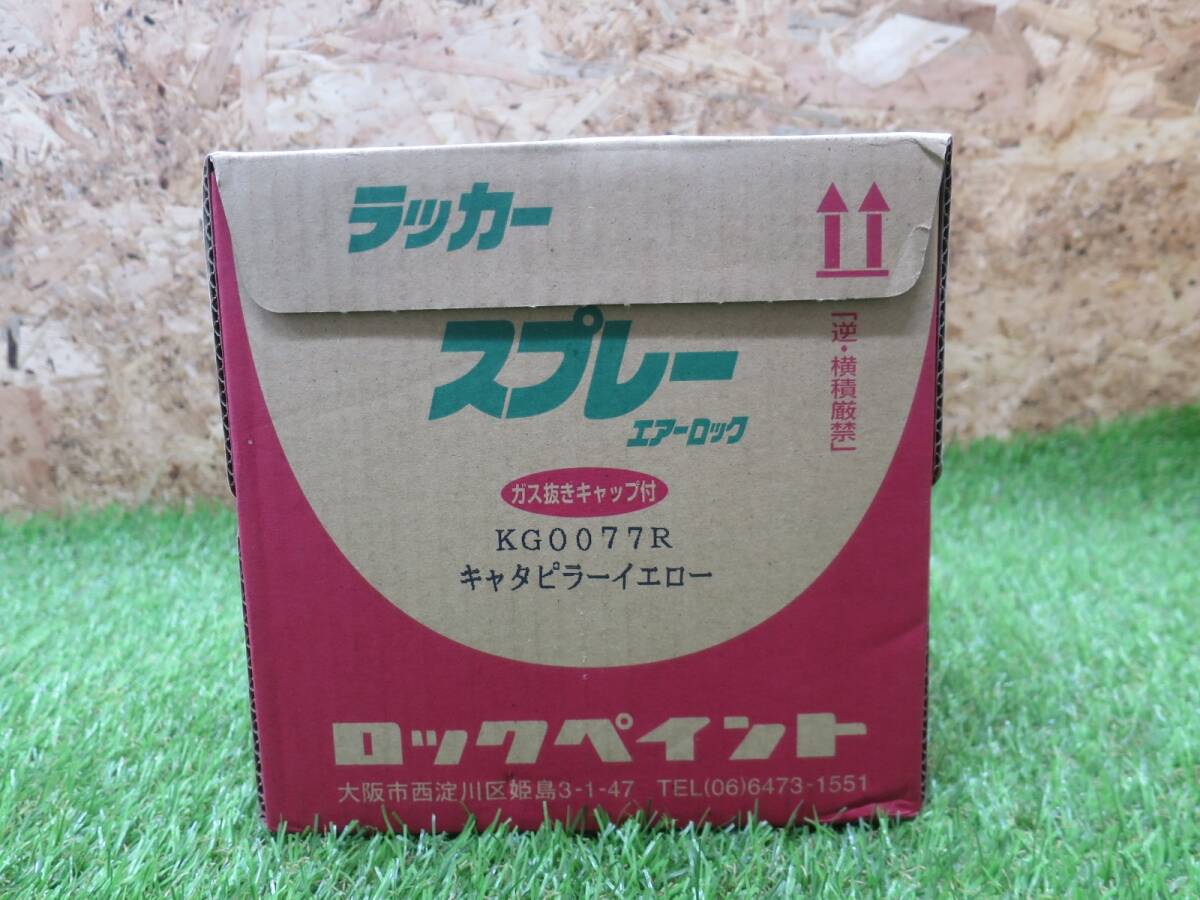 ラッカー
スプレー
エアーロック
「逆・横積厳禁」
ガス抜きキャップ付
KG0077R
キャタピラーイエロー
ロックペイント
大阪市西淀川区姫島3-1-47 TEL(06)6473-1551